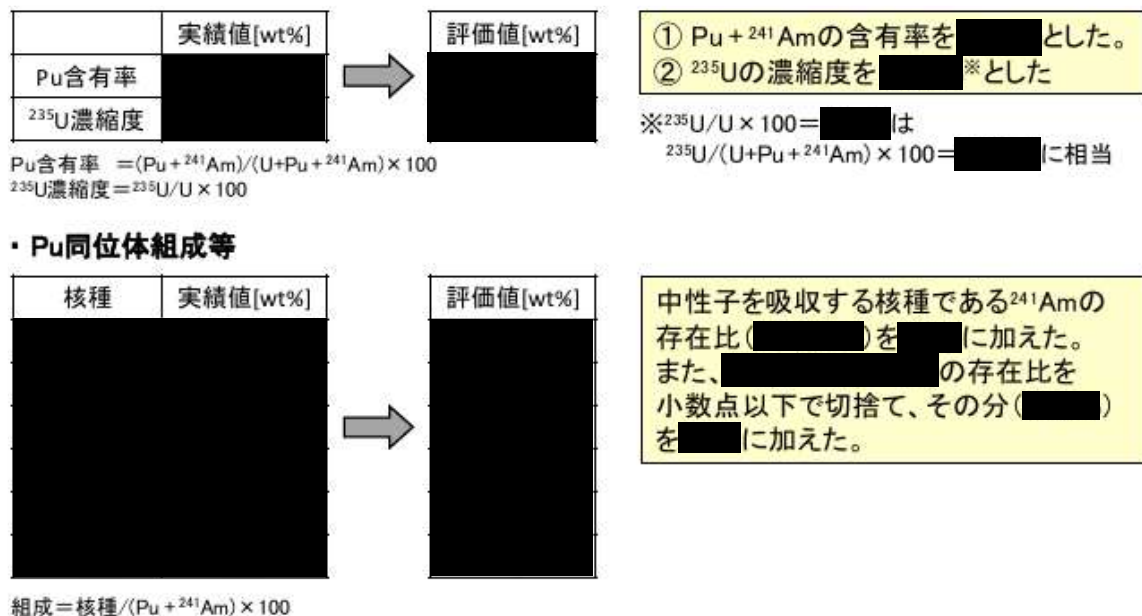 実績値[wt%]
評価値[wt%]
Pu含有率
²³⁵U濃縮度
Pu含有率 =(Pu+²⁴¹Am)/(U+Pu+²⁴¹Am)×100
²³⁵U濃縮度=²³⁵U/U×100
① Pu+²⁴¹Amの含有率を とした。
② ²³⁵Uの濃縮度を ※とした
※²³⁵U/U×100= は
²³⁵U/(U+Pu+²⁴¹Am)×100= に相当
・Pu同位体組成等
核種 実績値[wt%]
評価値[wt%]
中性子を吸収する核種である²⁴¹Amの
存在比( )を に加えた。
また、 の存在比を
小数点以下で切捨て、その分( )
を に加えた。
組成=核種/(Pu+²⁴¹Am)×100